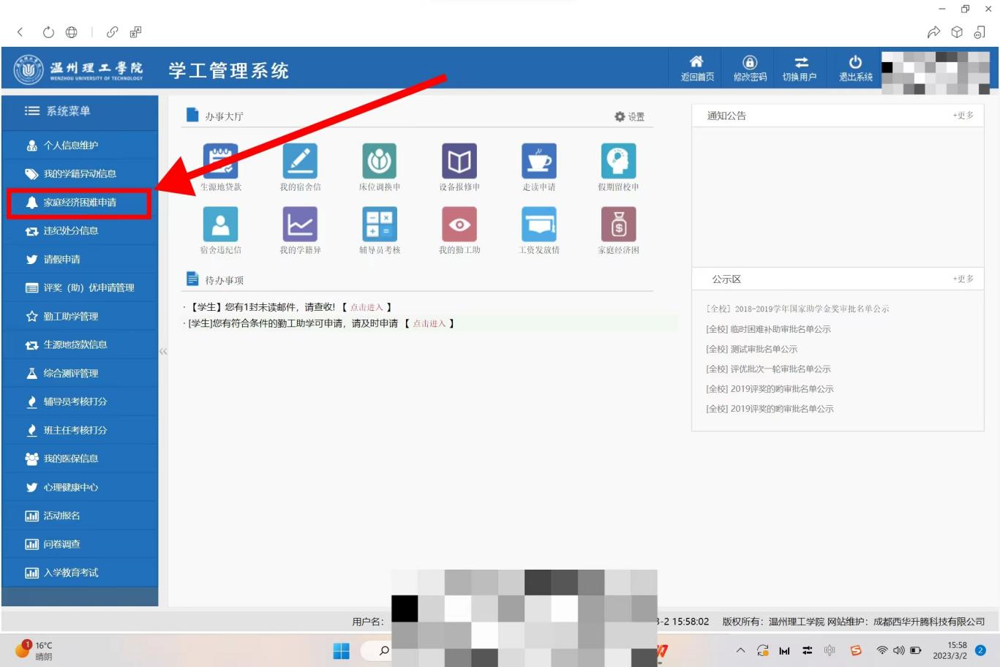 温州理工學院
WENZHOU UNIVERSITY OF TECHNOLOGY
学工管理系统
返回首页
修改密码
切换用户
退出系统
系统菜单
个人信息维护
我的学籍异动信息
家庭经济困难申请
违纪处分信息
请假申请
评奖（助）优申请管理
勤工助学管理
生源地贷款信息
综合测评管理
辅导员考核打分
班主任考核打分
我的医保信息
心理健康中心
活动报名
问卷调查
入学教育考试
办事大厅
设置
生源地贷款
我的宿舍信
床位调换申
设备报修申
走读申请
假期留校申
宿舍违纪信
我的学籍异
辅导员考核
我的勤工助
工资发放情
家庭经济困
待办事项
·【学生】您有1封未读邮件，请查收!【 点击进入 】
·[学生]您有符合条件的勤工助学可申请，请及时申请【 点击进入 】
通知公告
+更多
公示区
+更多
[全校] 2018-2019学年国家助学金奖审批名单公示
[全校] 临时困难补助审批名单公示
[全校] 测试审批名单公示
[全校] 评优批次一轮审批名单公示
[全校] 2019评奖的哟审批名单公示
[全校] 2019评奖的哟审批名单公示
用户名：
3-2 15:58:02 版权所有：温州理工学院 网站维护：成都西华升腾科技有限公司
1
16°C
晴朗
15:58
2023/3/2
2